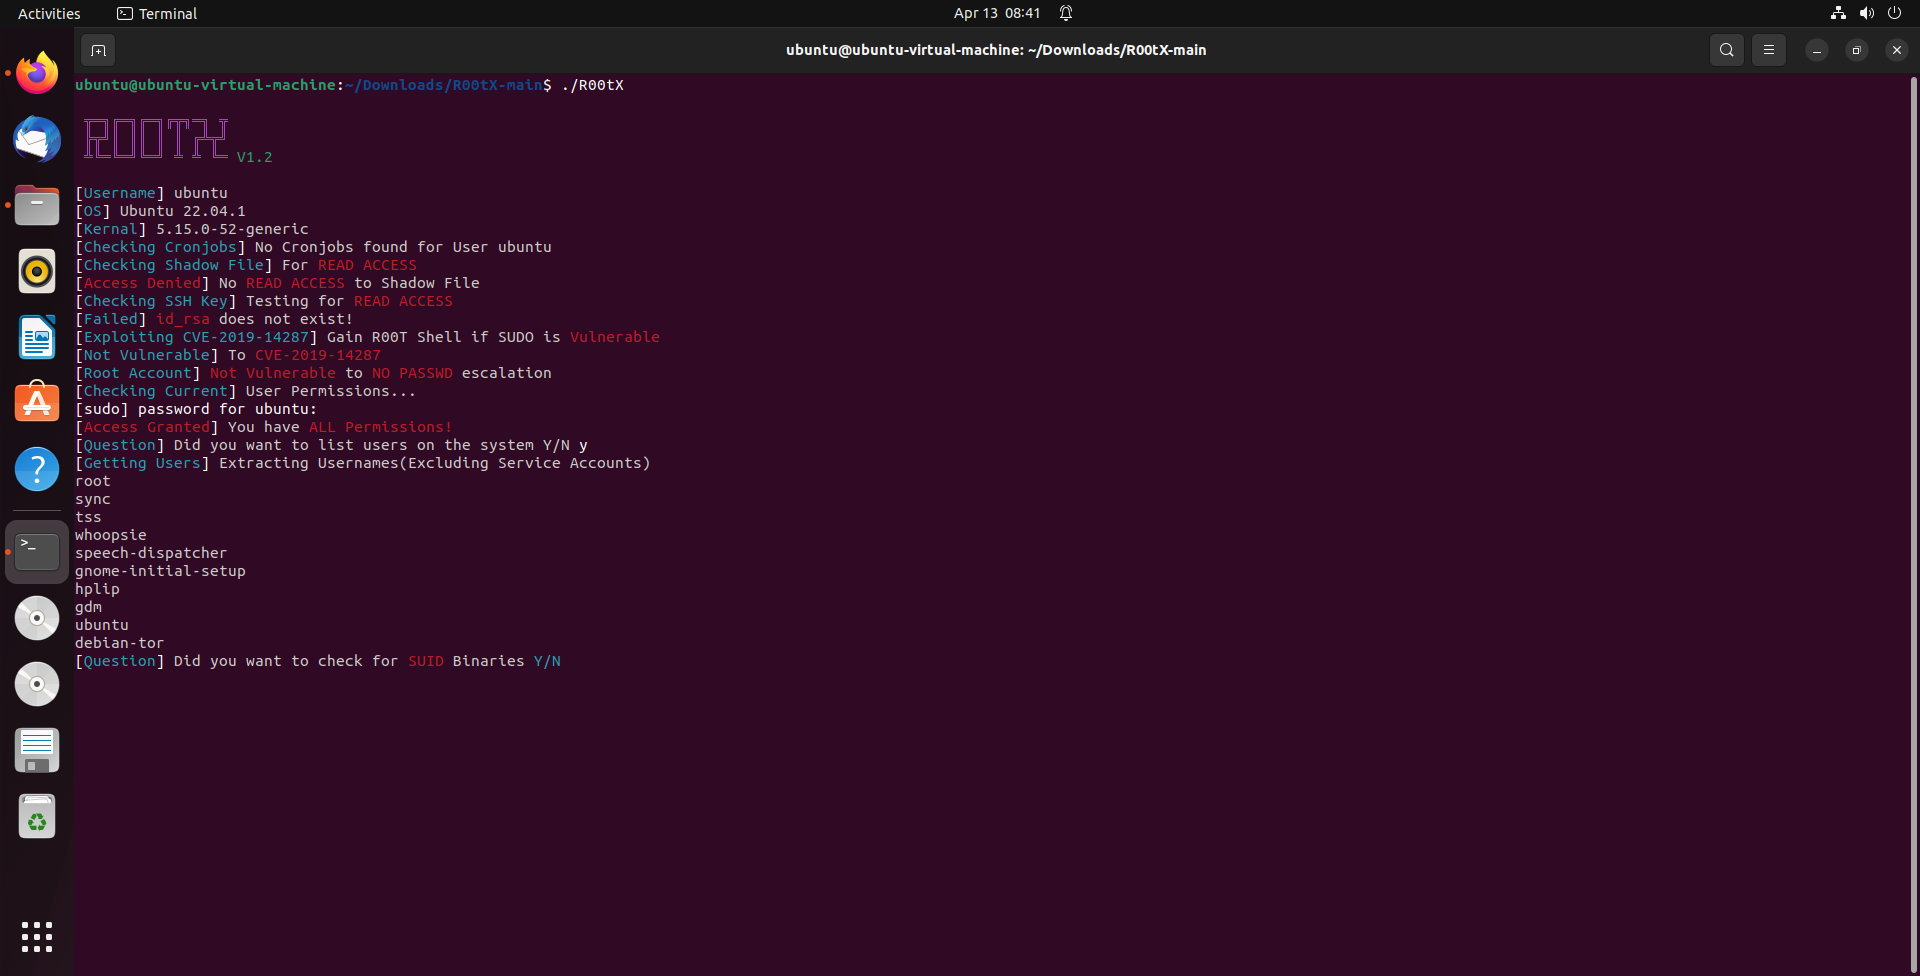 Activities Terminal Apr 13 08:41
ubuntu@ubuntu-virtual-machine: ~/Downloads/R00tX-main
ubuntu@ubuntu-virtual-machine:~/Downloads/R00tX-main$ ./R00tX
R00TX V1.2
[Username] ubuntu
[OS] Ubuntu 22.04.1
[Kernal] 5.15.0-52-generic
[Checking Cronjobs] No Cronjobs found for User ubuntu
[Checking Shadow File] For READ ACCESS
[Access Denied] No READ ACCESS to Shadow File
[Checking SSH Key] Testing for READ ACCESS
[Failed] id_rsa does not exist!
[Exploiting CVE-2019-14287] Gain R00T Shell if SUDO is Vulnerable
[Not Vulnerable] To CVE-2019-14287
[Root Account] Not Vulnerable to NO PASSWD escalation
[Checking Current] User Permissions...
[sudo] password for ubuntu:
[Access Granted] You have ALL Permissions!
[Question] Did you want to list users on the system Y/N y
[Getting Users] Extracting Usernames(Excluding Service Accounts)
root
sync
tss
whoopsie
speech-dispatcher
gnome-initial-setup
hplip
gdm
ubuntu
debian-tor
[Question] Did you want to check for SUID Binaries Y/N